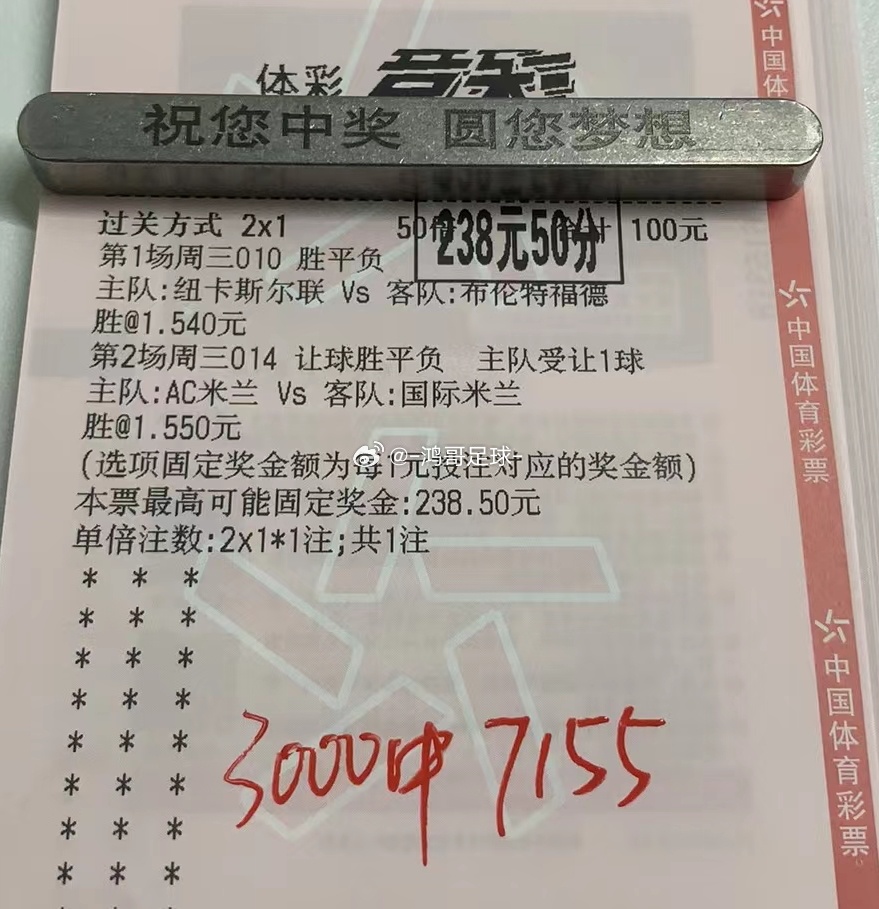 体彩 竞彩
祝您中奖 圆您梦想
过关方式 2x1 50倍 合计 100元
238元50分
第1场周三010 胜平负
主队:纽卡斯尔联 Vs 客队:布伦特福德
胜@1.540元
第2场周三014 让球胜平负 主队受让1球
主队:AC米兰 Vs 客队:国际米兰
胜@1.550元
@-鸿哥足球-
(选项固定奖金额为每1元投注对应的奖金额)
本票最高可能固定奖金:238.50元
单倍注数:2x1*1注;共1注
* * *
* * *
* * *
* * *
* * *
* * *
* * *
* * *
3000中 7155
中国体
中国体育彩票
中国体育彩票